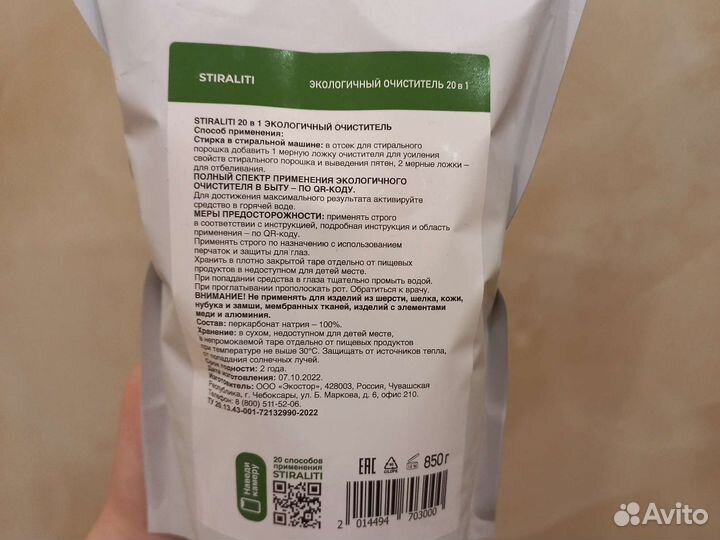 STIRALITI
ЭКОЛОГИЧНЫЙ ОЧИСТИТЕЛЬ 20 в 1
STIRALITI 20 в 1 ЭКОЛОГИЧНЫЙ ОЧИСТИТЕЛЬ
Способ применения:
Стирка в стиральной машине: в отсек для стирального
порошка добавить 1 мерную ложку очистителя для усиления
свойств стирального порошка и выведения пятен, 2 мерные ложки –
для отбеливания.
ПОЛНЫЙ СПЕКТР ПРИМЕНЕНИЯ ЭКОЛОГИЧНОГО
ОЧИСТИТЕЛЯ В БЫТУ – ПО QR-КОДУ.
Для достижения максимального результата активируйте
средство в горячей воде.
МЕРЫ ПРЕДОСТОРОЖНОСТИ: применять строго
в соответствии с инструкцией, подробная инструкция и область
применения – по QR-коду.
Применять строго по назначению с использованием
перчаток и защиты для глаз.
Хранить в плотно закрытой таре отдельно от пищевых
продуктов в недоступном для детей месте.
При попадании средства в глаза тщательно промыть водой.
При проглатывании прополоскать рот. Обратиться к врачу.
ВНИМАНИЕ! Не применять для изделий из шерсти, шелка, кожи,
нубука и замши, мембранных тканей, изделий с элементами
меди и алюминия.
Состав: перкарбонат натрия – 100%.
Хранение: в сухом, недоступном для детей месте,
в непромокаемой таре отдельно от пищевых продуктов
при температуре не выше 30°С. Защищать от источников тепла,
от попадания солнечных лучей.
Срок годности: 2 года.
Дата изготовления: 07.10.2022.
Изготовитель: ООО «Экостор», 428003, Россия, Чувашская
Республика, г. Чебоксары, ул. Б. Маркова, д. 6, офис 210.
Телефон: 8 (800) 511-52-06.
ТУ 20.13.43-001-72132990-2022
Наведи
камеру
20 способов
применения
STIRALITI
EAC
850 г
2 014494 703000
Avito